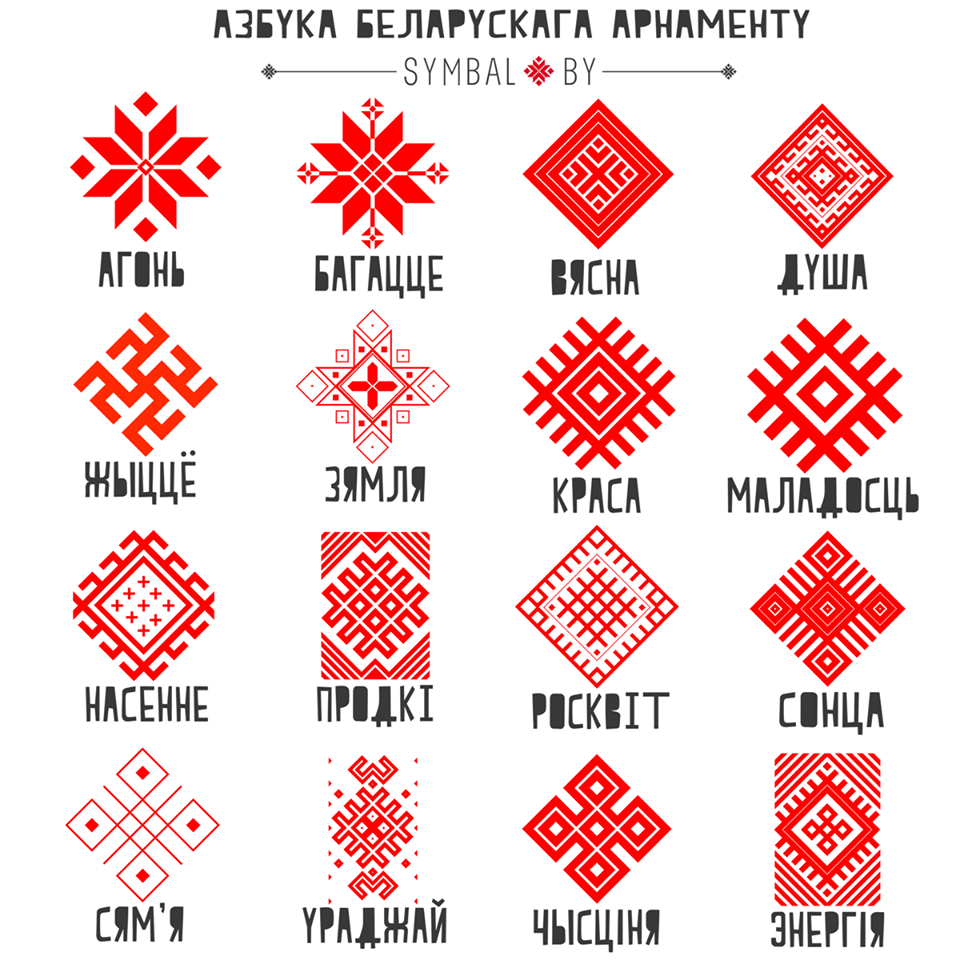 АЗБУКА БЕЛАРУСКАГА АРНАМЕНТУ
SYMBAL BY
АГОНЬ БАГАЦЦЕ ВЯСНА ДУША
ЖЫЦЦЁ ЗЯМЛЯ КРАСА МАЛАДОСЦЬ
НАСЕННЕ ПРОДКІ РОСКВІТ СОНЦА
СЯМ'Я УРАДЖАЙ ЧЫСЦІНЯ ЭНЕРГІЯ